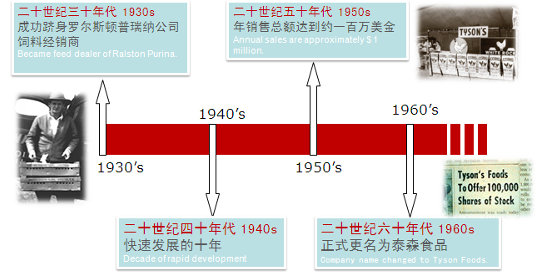 二十世纪三十年代 1930s
成功跻身罗尔斯顿普瑞纳公司
饲料经销商
Became feed dealer of Ralston Purina.
二十世纪五十年代 1950s
年销售总额达到约一百万美金
Annual sales are approximately $ 1
million.
TYSON'S
1940's
1960's
1930's
1950's
Tyson's Foods
To Offer 100,000
Shares of Stock
二十世纪四十年代 1940s
快速发展的十年
Decade of rapid development
二十世纪六十年代 1960s
正式更名为泰森食品
Company name changed to Tyson Foods.